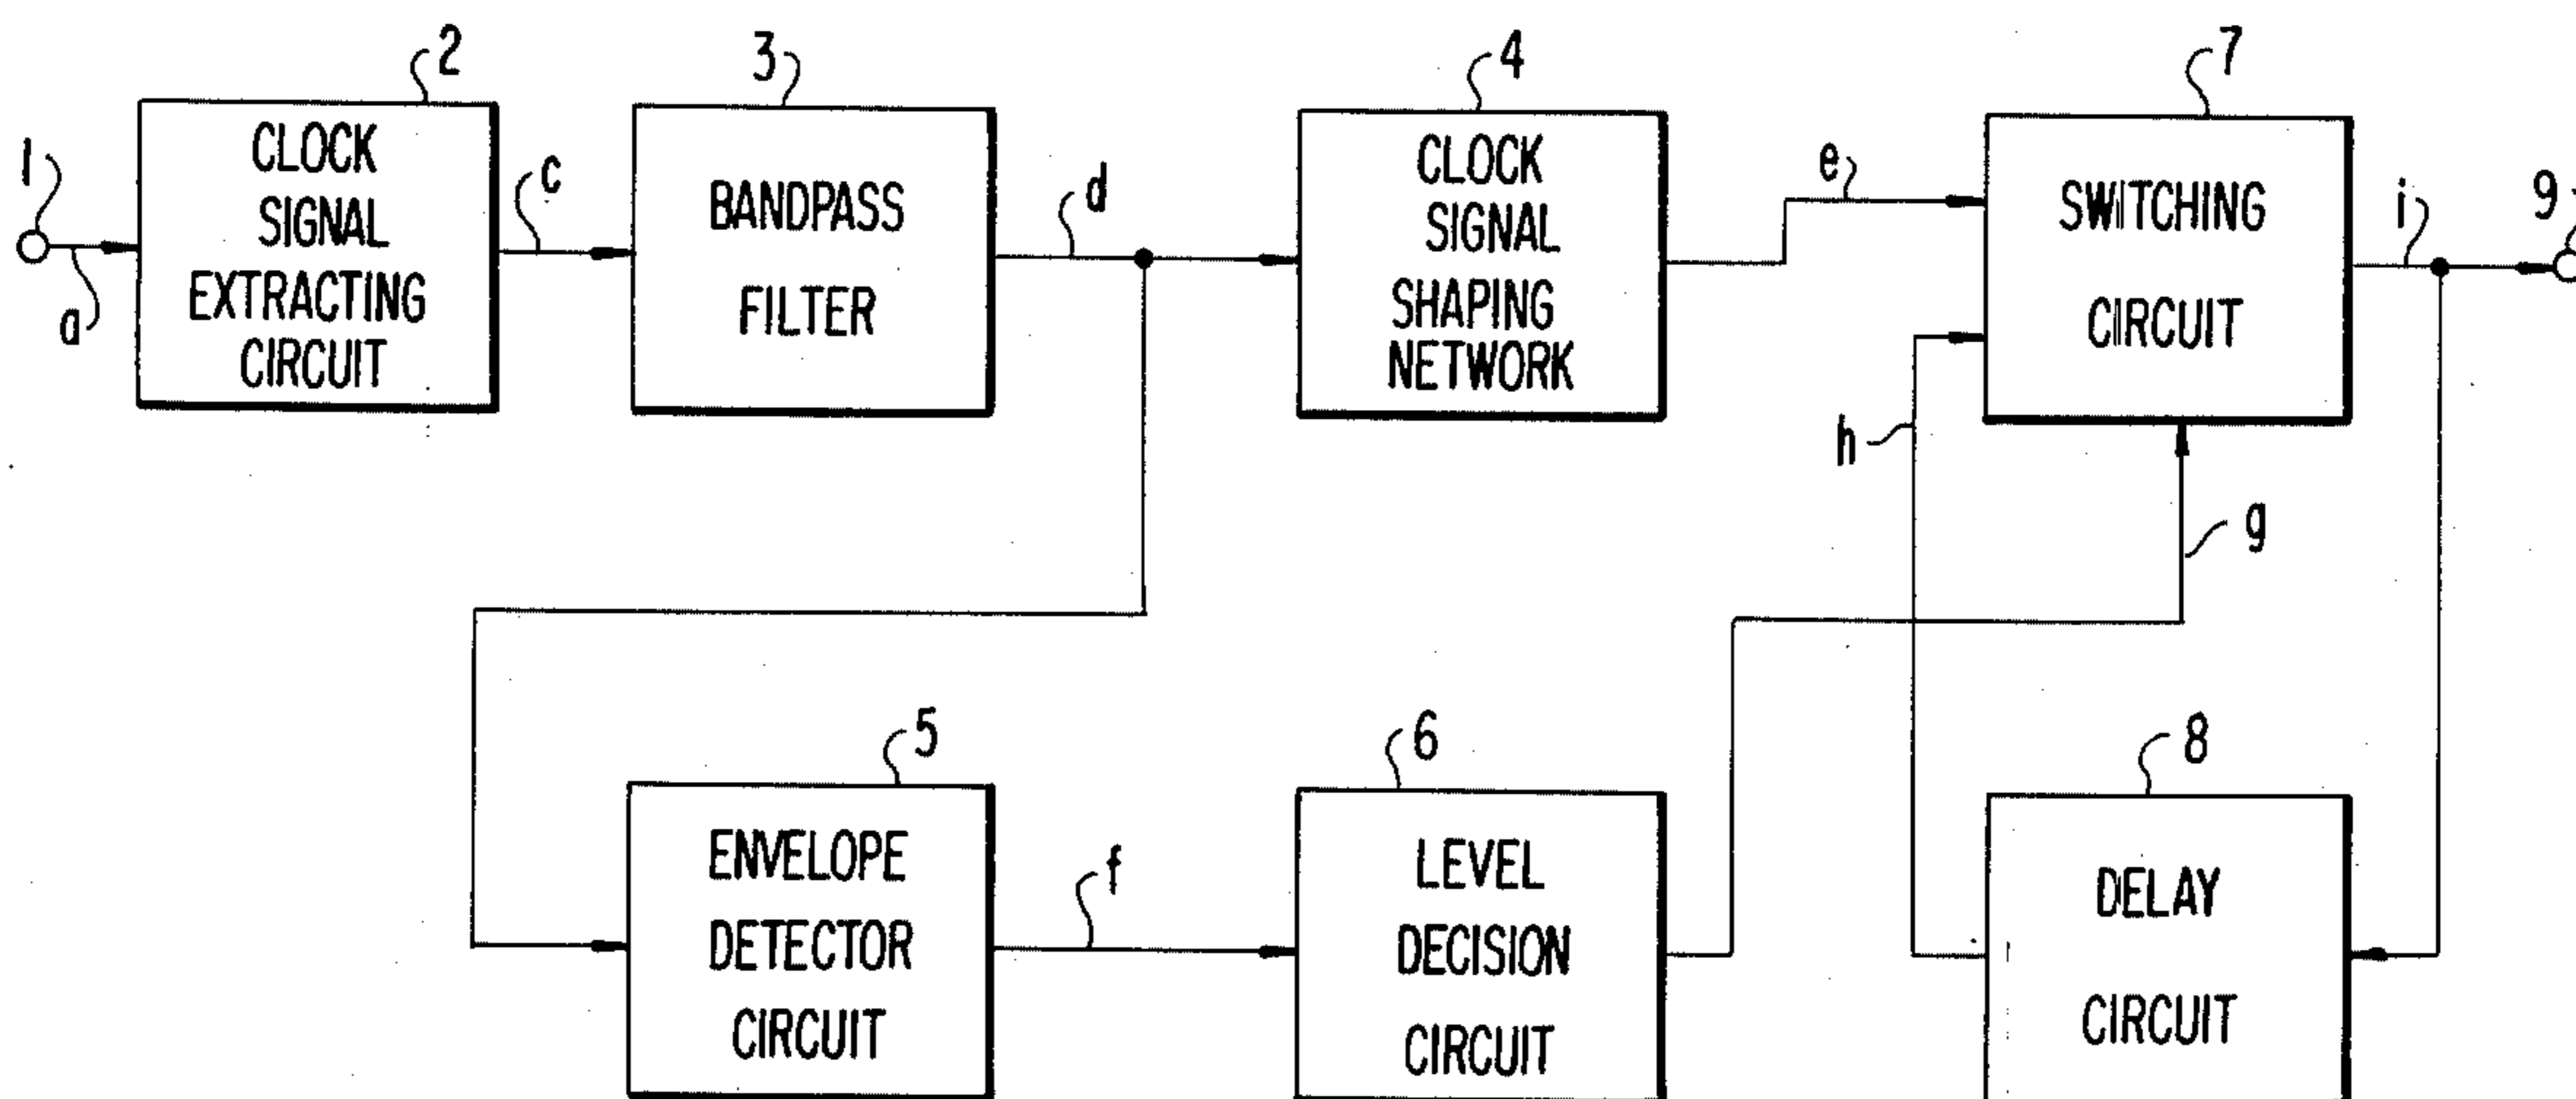 1
a
2
CLOCK
SIGNAL
EXTRACTING
CIRCUIT
c
3
BANDPASS
FILTER
d
4
CLOCK
SIGNAL
SHAPING
NETWORK
e
7
SWITCHING
CIRCUIT
h
g
i
9
5
ENVELOPE
DETECTOR
CIRCUIT
f
6
LEVEL
DECISION
CIRCUIT
8
DELAY
CIRCUIT